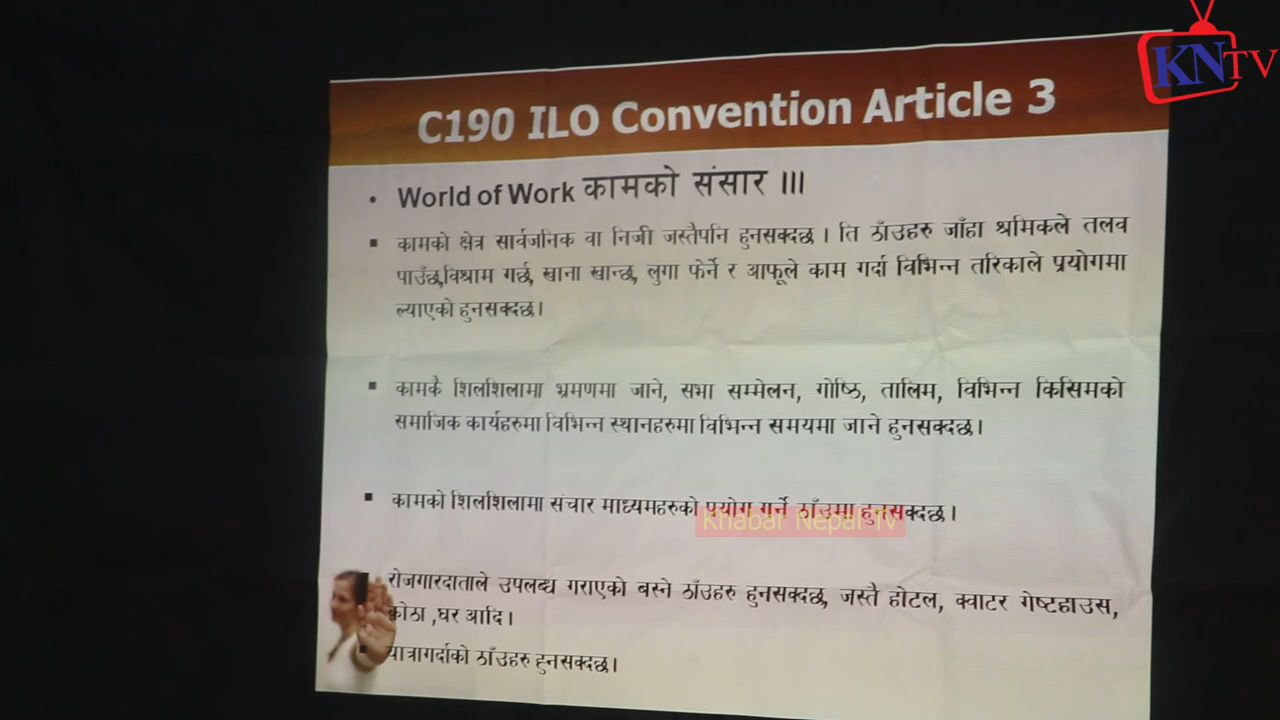 KNTV
C190 ILO Convention Article 3
• World of Work कामको संसार ।।।
▪ कामको क्षेत्र सार्वजनिक वा निजी जस्तैपनि हुनसक्दछ । ति ठाँउहरु जाँहा श्रमिकले तलव
पाउँछ,विश्राम गर्छ, खाना खान्छ, लुगा फेर्ने र आफूले काम गर्दा विभिन्न तरिकाले प्रयोगमा
ल्याएको हुनसक्दछ।
▪ कामकै शिलशिलामा भ्रमणमा जाने, सभा सम्मेलन, गोष्ठि, तालिम, विभिन्न किसिमको
समाजिक कार्यहरुमा विभिन्न स्थानहरुमा विभिन्न समयमा जाने हुनसक्दछ।
▪ कामको शिलशिलामा संचार माध्यमहरुको प्रयोग गर्ने ठाँउमा हुनसक्दछ।
Khabar Nepal Tv
▪ रोजगारदाताले उपलब्ध गराएको बस्ने ठाँउहरु हुनसक्दछ, जस्तै होटल, क्वाटर गेष्टहाउस,
कोठा ,घर आदि।
▪ यात्रागर्दाको ठाँउहरु हुनसक्दछ।